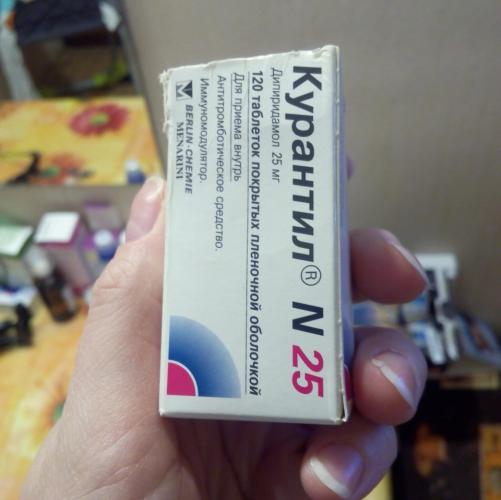 Курантил® N 25
Дипиридамол 25 мг
120 таблеток покрытых пленочной оболочкой
Для приема внутрь
Антитромботическое средство.
Иммуномодулятор.
BERLIN-CHEMIE
MENARINI